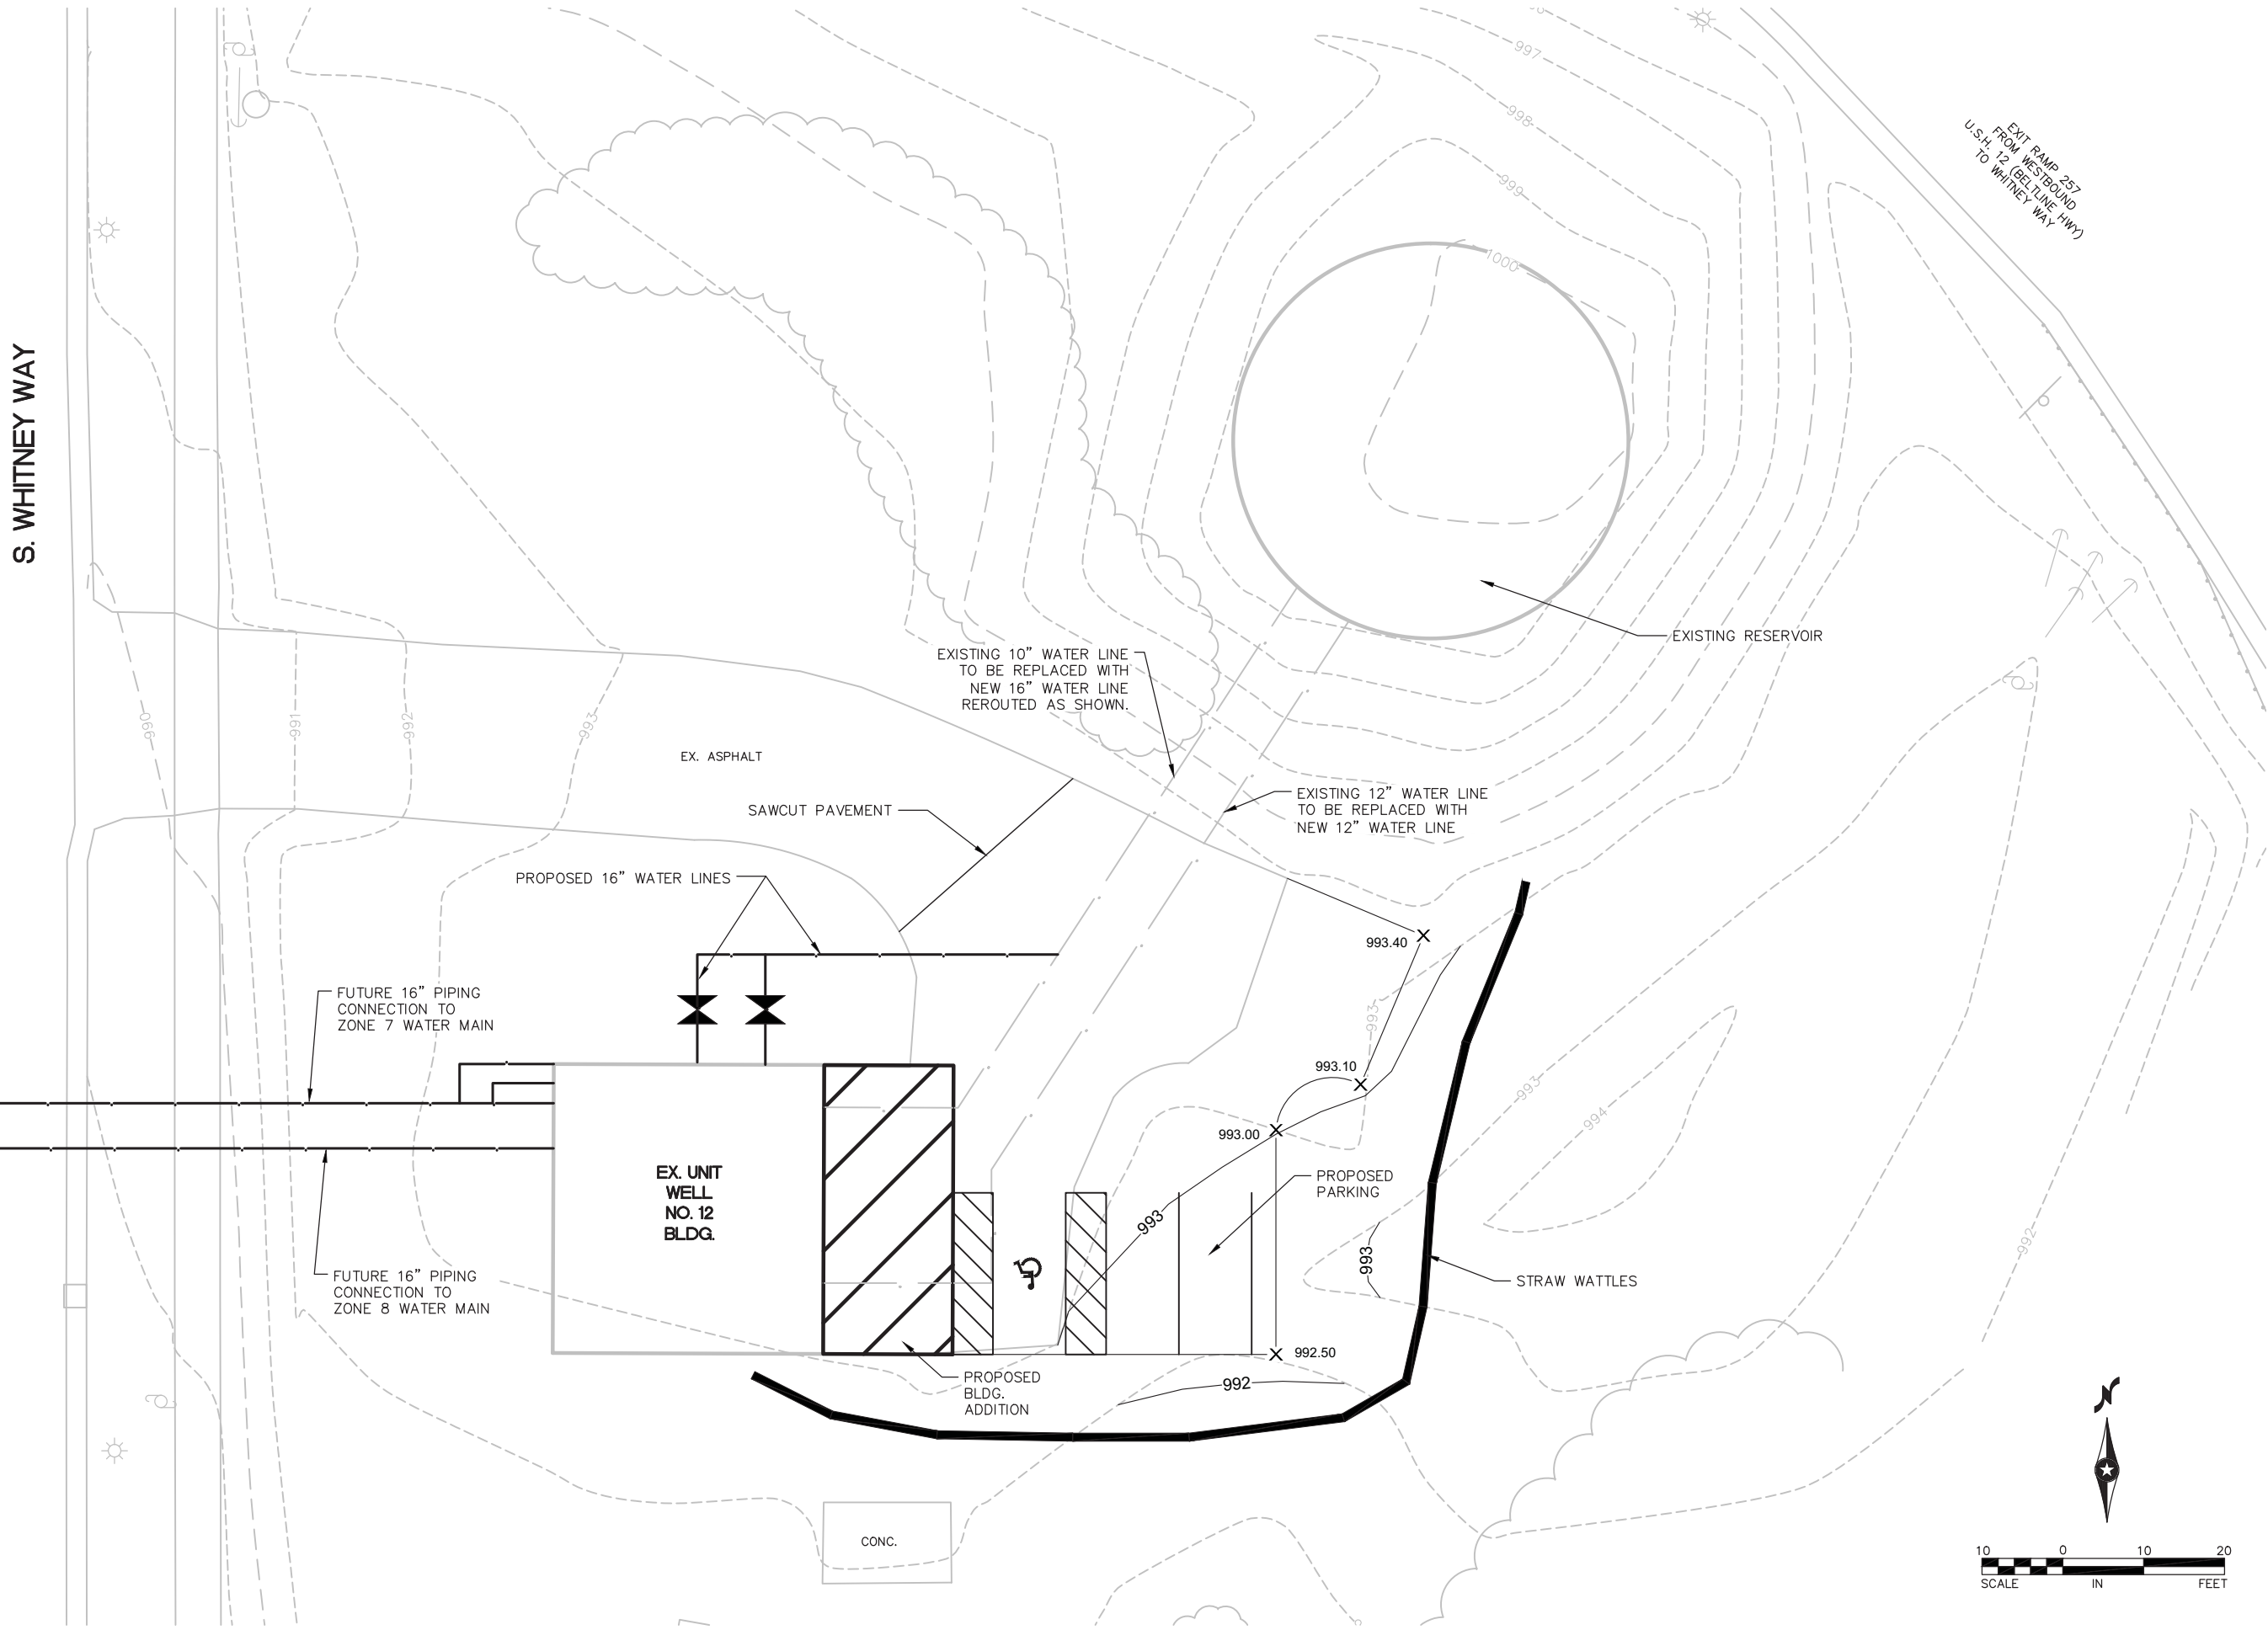 997
998
999
1000
EXIT RAMP 257
FROM WESTBOUND
U.S.H. 12 (BELTLINE HWY)
TO WHITNEY WAY
S. WHITNEY WAY
EXISTING RESERVOIR
EXISTING 10” WATER LINE
TO BE REPLACED WITH
NEW 16” WATER LINE
REROUTED AS SHOWN.
990
991
992
993
EX. ASPHALT
SAWCUT PAVEMENT
EXISTING 12” WATER LINE
TO BE REPLACED WITH
NEW 12” WATER LINE
PROPOSED 16” WATER LINES
993.40
FUTURE 16” PIPING
CONNECTION TO
ZONE 7 WATER MAIN
993
993.10
993
994
993.00
EX. UNIT
WELL
NO. 12
BLDG.
PROPOSED
PARKING
993
993
992
FUTURE 16” PIPING
CONNECTION TO
ZONE 8 WATER MAIN
STRAW WATTLES
992.50
PROPOSED
BLDG.
ADDITION
992
N
CONC.
10 0 10 20
SCALE IN FEET